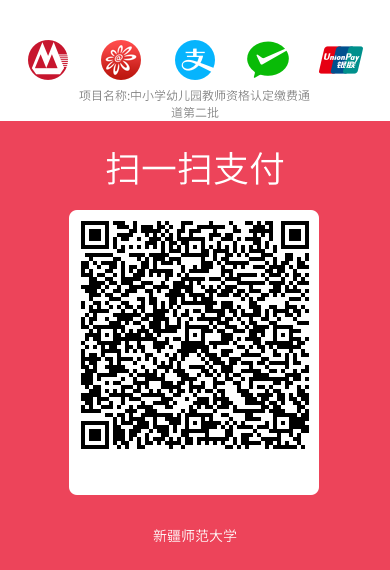 UnionPay
银联
项目名称:中小学幼儿园教师资格认定缴费通
道第二批
扫一扫支付
新疆师范大学